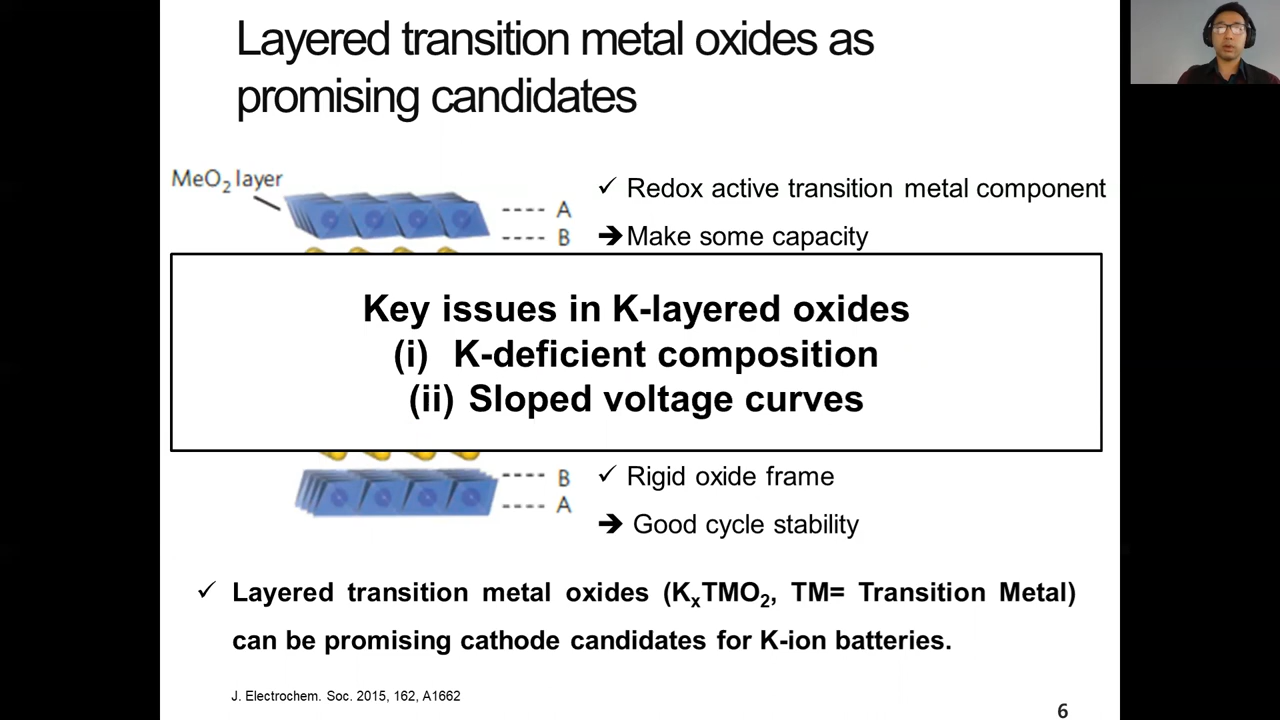 Layered transition metal oxides as
promising candidates
MeO₂ layer
A
B
✓ Redox active transition metal component
➔ Make some capacity
Key issues in K-layered oxides
(i) K-deficient composition
(ii) Sloped voltage curves
B
A
✓ Rigid oxide frame
➔ Good cycle stability
✓ Layered transition metal oxides (KₓTMO₂, TM= Transition Metal)
can be promising cathode candidates for K-ion batteries.
J. Electrochem. Soc. 2015, 162, A1662
6